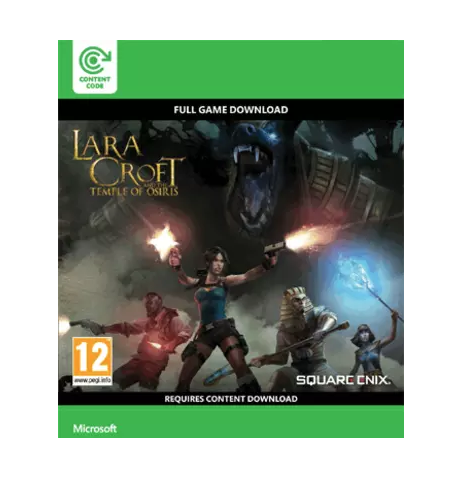 CONTENT
CODE
FULL GAME DOWNLOAD
LARA
CROFT
AND THE
TEMPLE OF OSIRIS
12
www.pegi.info
SQUARE ENIX.
REQUIRES CONTENT DOWNLOAD
Microsoft